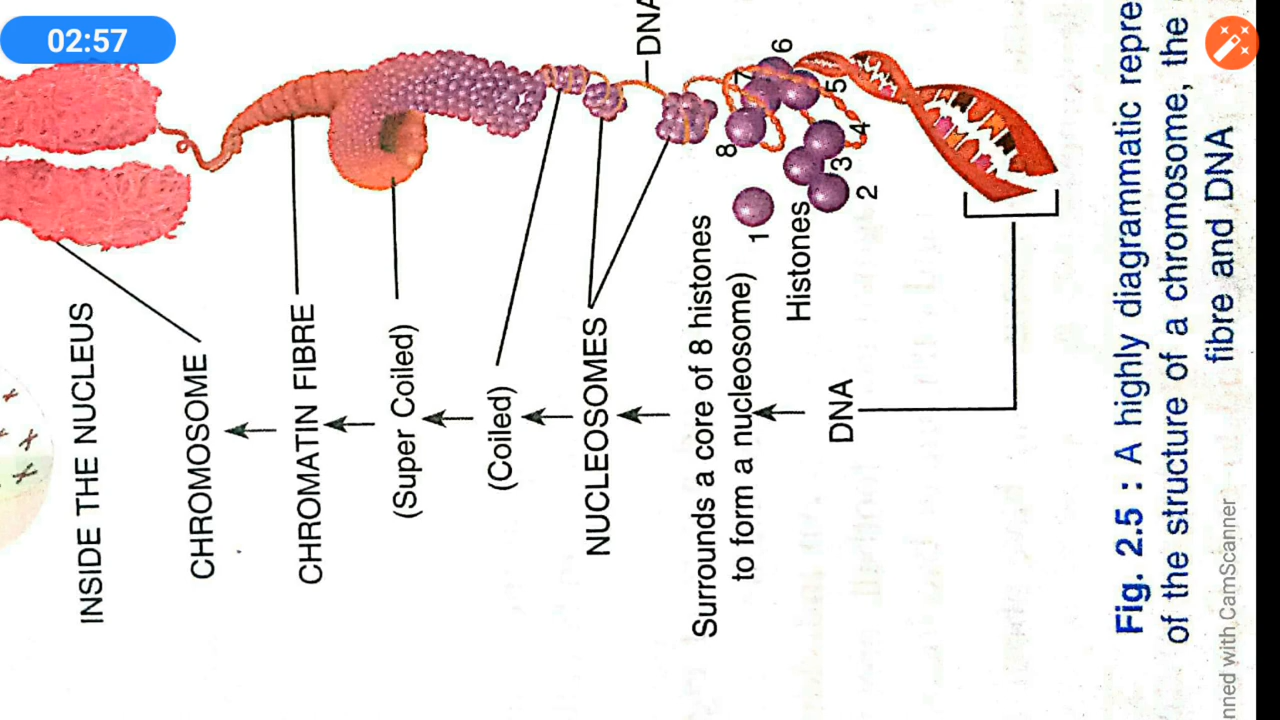 02:57
INSIDE THE NUCLEUS
CHROMOSOME
CHROMATIN FIBRE
(Super Coiled)
(Coiled)
NUCLEOSOMES
DNA
Surrounds a core of 8 histones
to form a nucleosome)
1
Histones
2
3
4
5
6
7
8
DNA
Fig. 2.5 : A highly diagrammatic repre
of the structure of a chromosome, the
fibre and DNA
nned with CamScanner